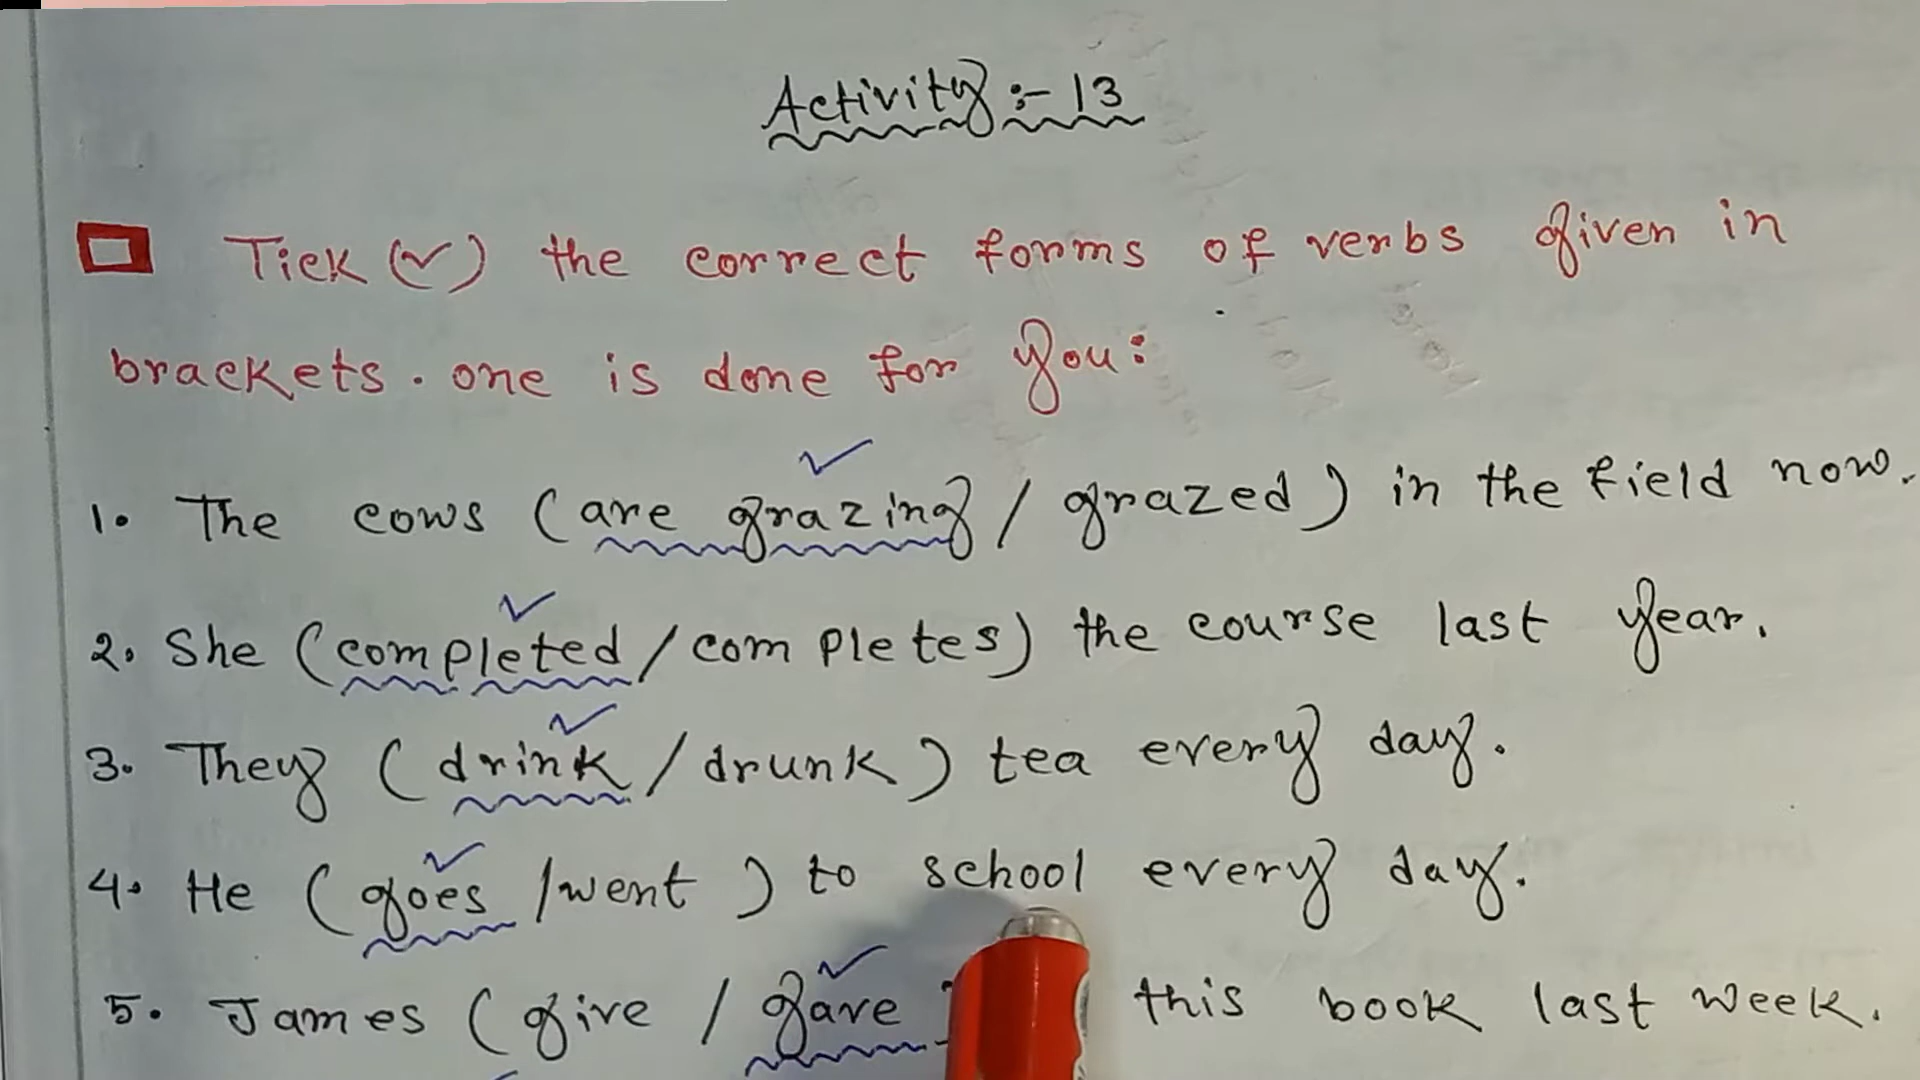 Activity :- 13
Tick (✓) the correct forms of verbs given in
brackets. one is done for you:
1. The cows (are grazing / grazed) in the field now.
2. She (completed / completes) the course last year.
3. They (drink / drunk) tea every day.
4. He (goes / went) to school every day.
5. James (give / gave this book last week.